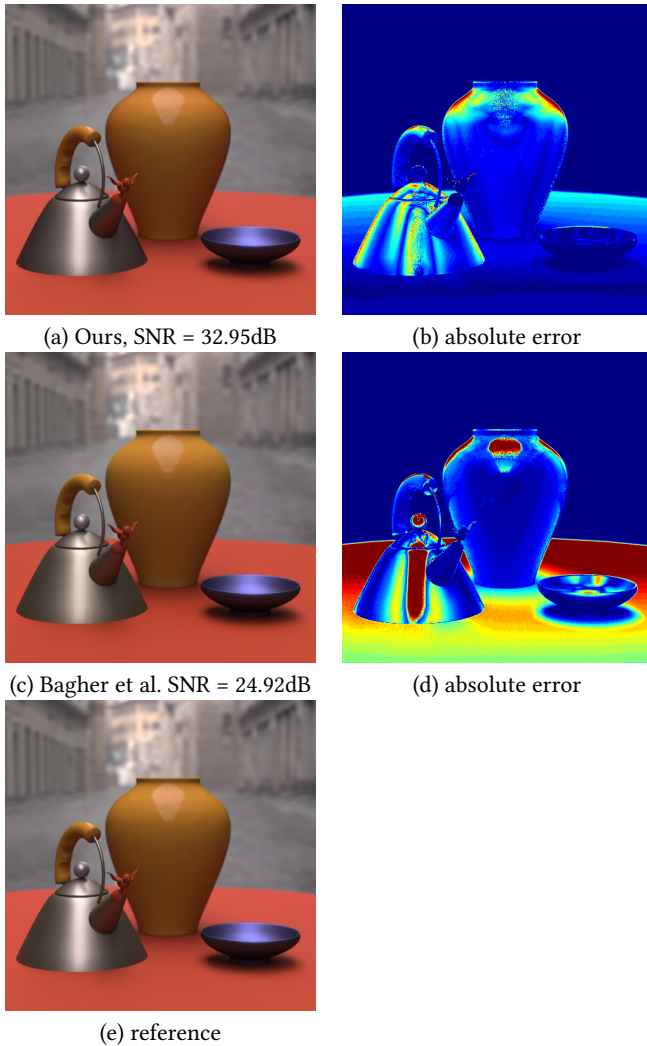 (a) Ours, SNR = 32.95dB
(b) absolute error
(c) Bagher et al. SNR = 24.92dB
(d) absolute error
(e) reference